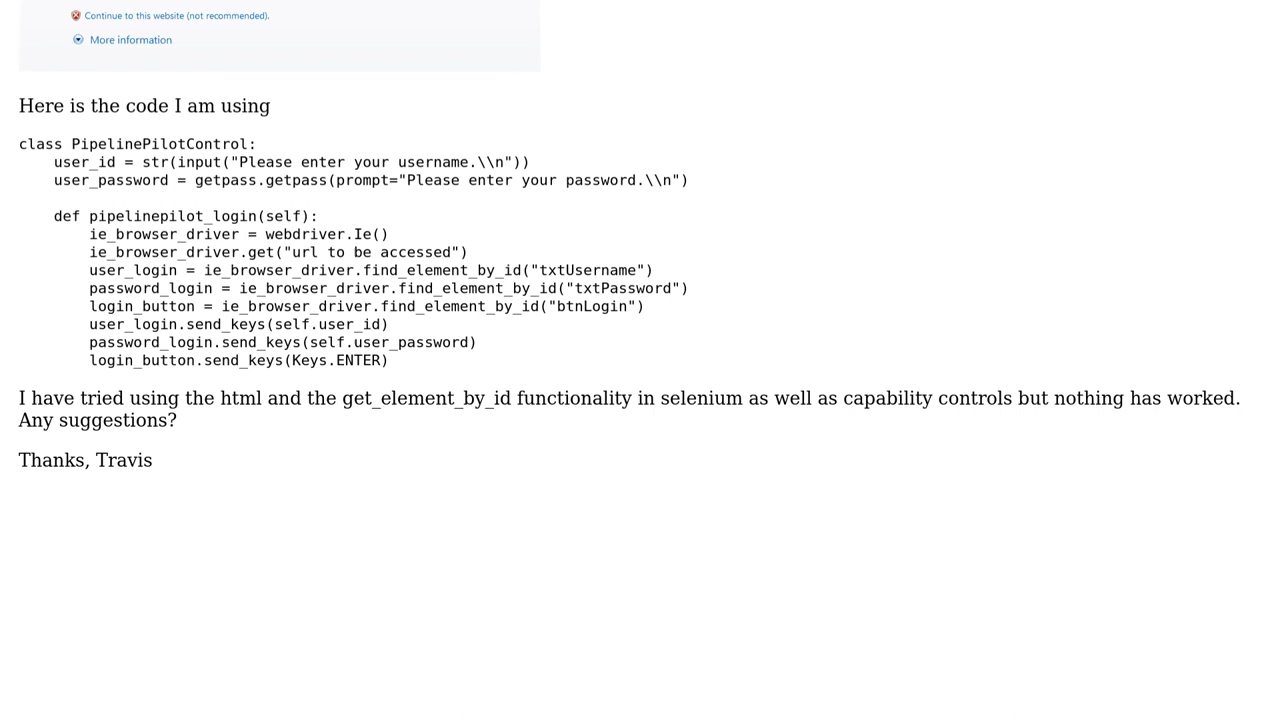 Continue to this website (not recommended).
More information
Here is the code I am using
class PipelinePilotControl:
    user_id = str(input("Please enter your username.\\n"))
    user_password = getpass.getpass(prompt="Please enter your password.\\n")
    def pipelinepilot_login(self):
        ie_browser_driver = webdriver.Ie()
        ie_browser_driver.get("url to be accessed")
        user_login = ie_browser_driver.find_element_by_id("txtUsername")
        password_login = ie_browser_driver.find_element_by_id("txtPassword")
        login_button = ie_browser_driver.find_element_by_id("btnLogin")
        user_login.send_keys(self.user_id)
        password_login.send_keys(self.user_password)
        login_button.send_keys(Keys.ENTER)
I have tried using the html and the get_element_by_id functionality in selenium as well as capability controls but nothing has worked.
Any suggestions?
Thanks, Travis